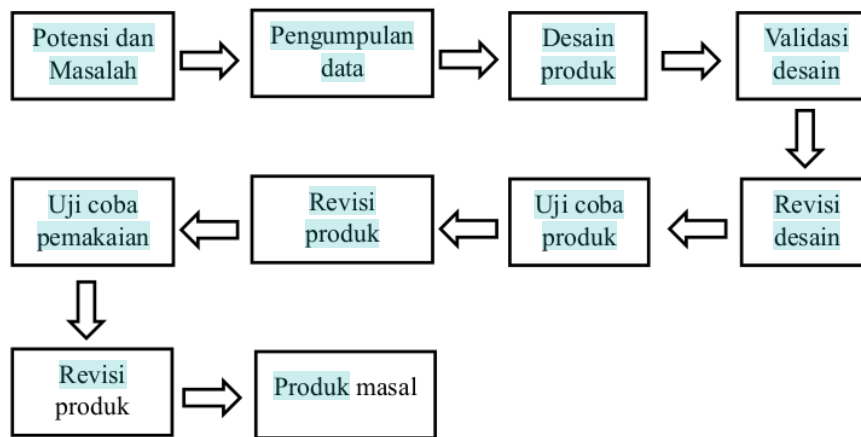 Potensi dan
Masalah
Pengumpulan
data
Desain
produk
Validasi
desain
Revisi
desain
Uji coba
produk
Revisi
produk
Uji coba
pemakaian
Revisi
produk
Produk masal